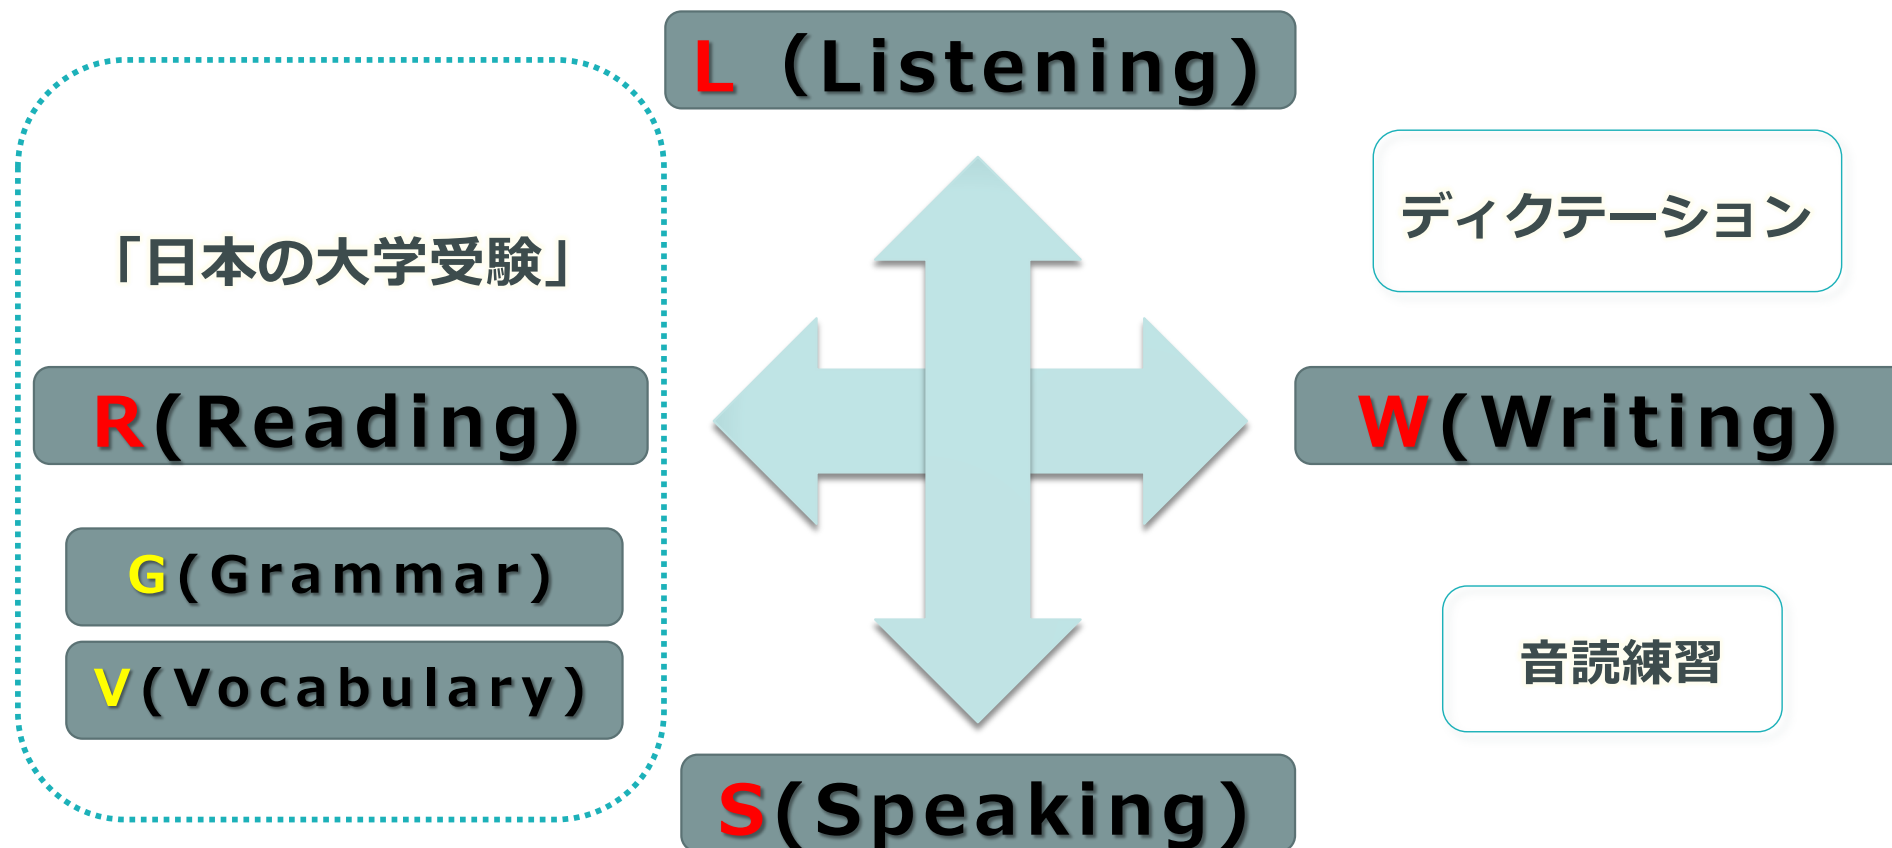 L（Listening)
「日本の大学受験」
ディクテーション
R(Reading)
W(Writing)
G(Grammar)
V(Vocabulary)
音読練習
S(Speaking)